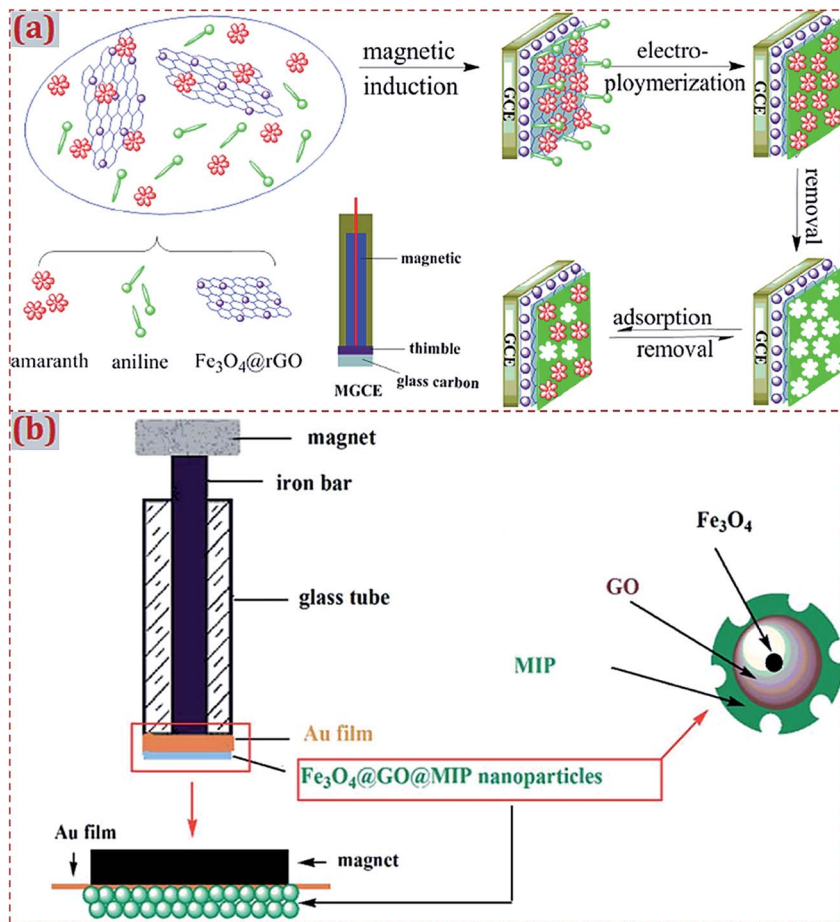 (a)
magnetic
induction
electro-
ploymerization
GCE
GCE
removal
amaranth
aniline
Fe₃O₄@rGO
magnetic
thimble
glass carbon
MGCE
GCE
adsorption
removal
GCE
(b)
magnet
iron bar
glass tube
Au film
Fe₃O₄@GO@MIP nanoparticles
Fe₃O₄
GO
MIP
Au film
magnet